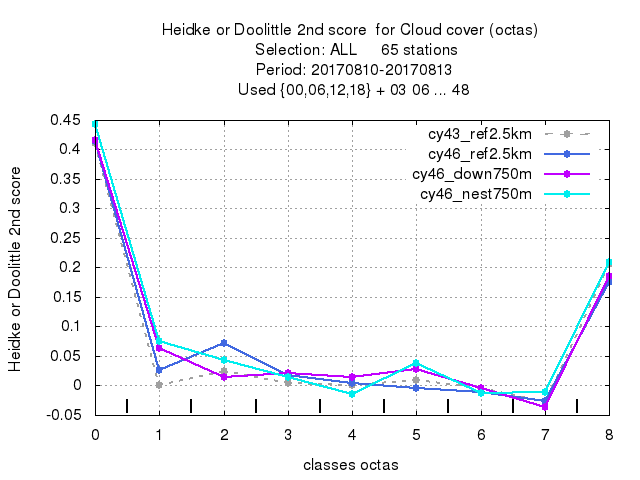 Heidke or Doolittle 2nd score  for Cloud cover (octas)
Selection: ALL     65 stations
Period: 20170810-20170813
Used {00,06,12,18} + 03 06 ... 48
cy43_ref2.5km
cy46_ref2.5km
cy46_down750m
cy46_nest750m
Heidke or Doolittle 2nd score
0.45
0.4
0.35
0.3
0.25
0.2
0.15
0.1
0.05
0
-0.05
0 1 2 3 4 5 6 7 8
classes octas